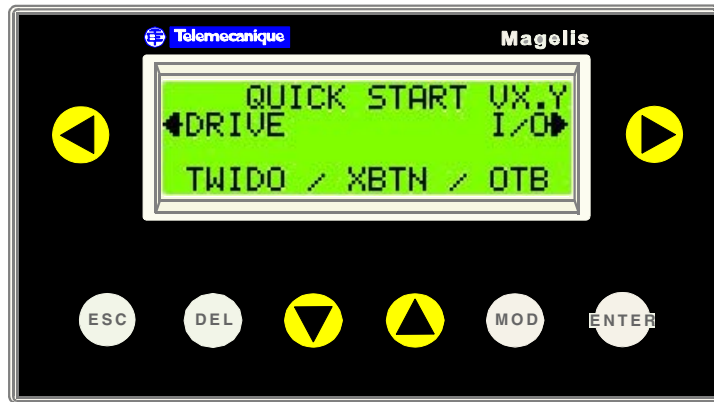 Telemecanique Magelis
QUICK START VX.Y
DRIVE I/O
TWIDO / XBTN / OTB
ESC DEL MOD ENTER